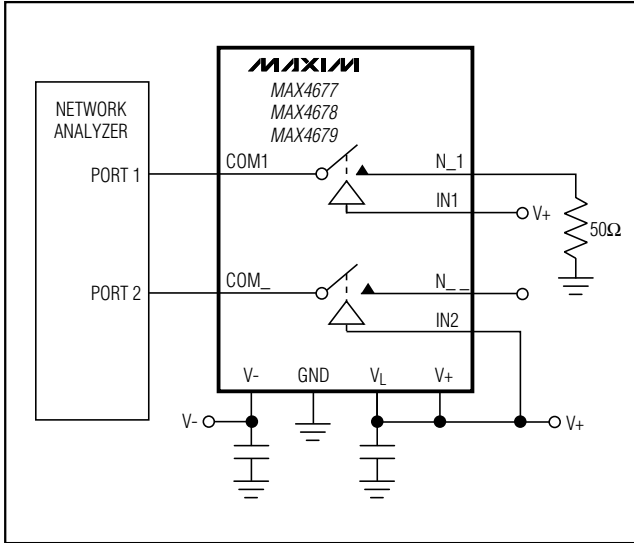 MAXIM
MAX4677
MAX4678
MAX4679
NETWORK
ANALYZER
PORT 1
COM1
N_1
IN1
V+
50Ω
PORT 2
COM_
N_ _
IN2
V-
GND
VL
V+
V-
V+